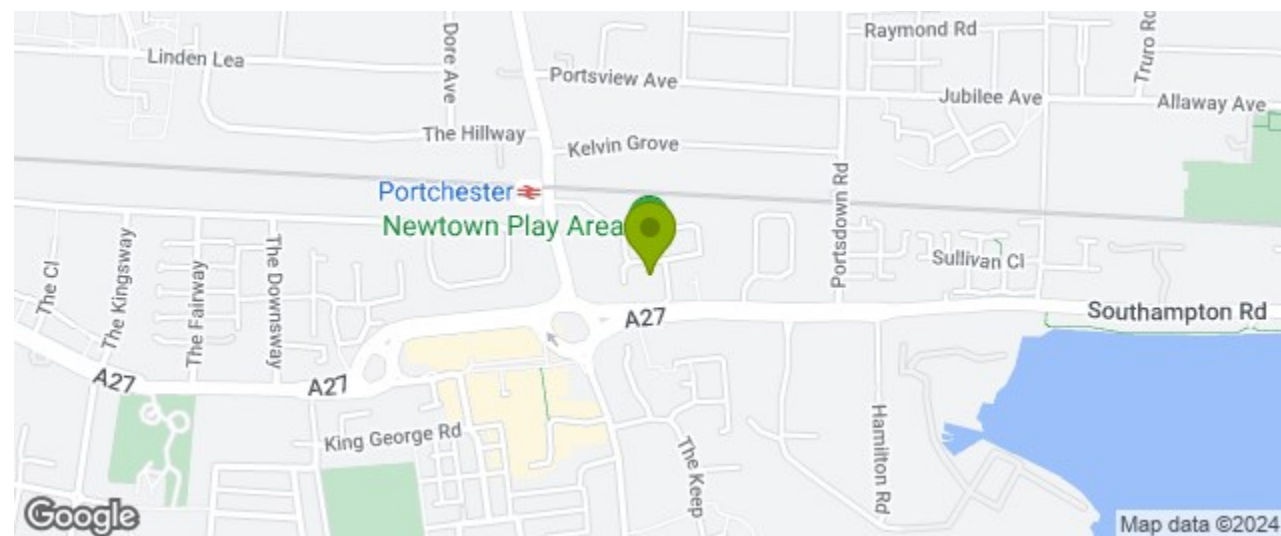 Linden Lea
Dore Ave
Raymond Rd
Truro Rd
Portsview Ave
Jubilee Ave
Allaway Ave
The Hillway
Kelvin Grove
Portchester
Newtown Play Area
Portsdown Rd
The Cl
The Kingsway
The Fairway
The Downsway
Sullivan Cl
A27
Southampton Rd
A27
A27
King George Rd
The Keep
Hamilton Rd
Google
Map data ©2024